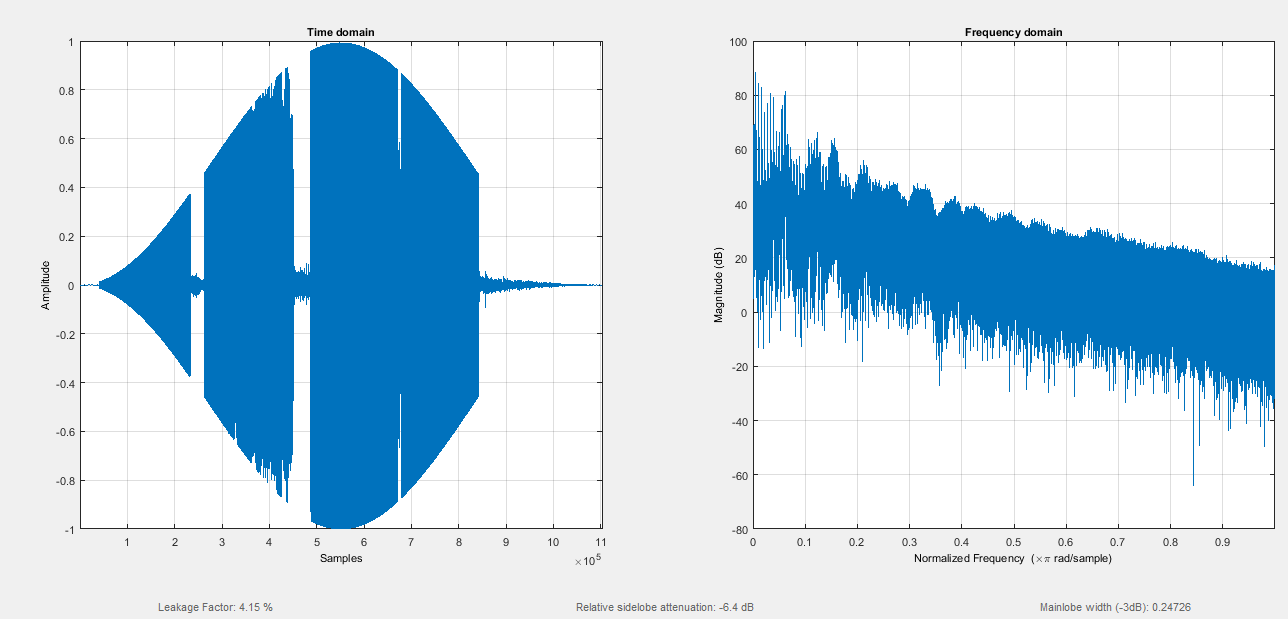 Time domain
1
0.8
0.6
0.4
0.2
0
-0.2
-0.4
-0.6
-0.8
-1
Amplitude
1 2 3 4 5 6 7 8 9 10 11
Samples
×10^5
Frequency domain
100
80
60
40
20
0
-20
-40
-60
-80
Magnitude (dB)
0 0.1 0.2 0.3 0.4 0.5 0.6 0.7 0.8 0.9
Normalized Frequency (×π rad/sample)
Leakage Factor: 4.15 %
Relative sidelobe attenuation: -6.4 dB
Mainlobe width (-3dB): 0.24726